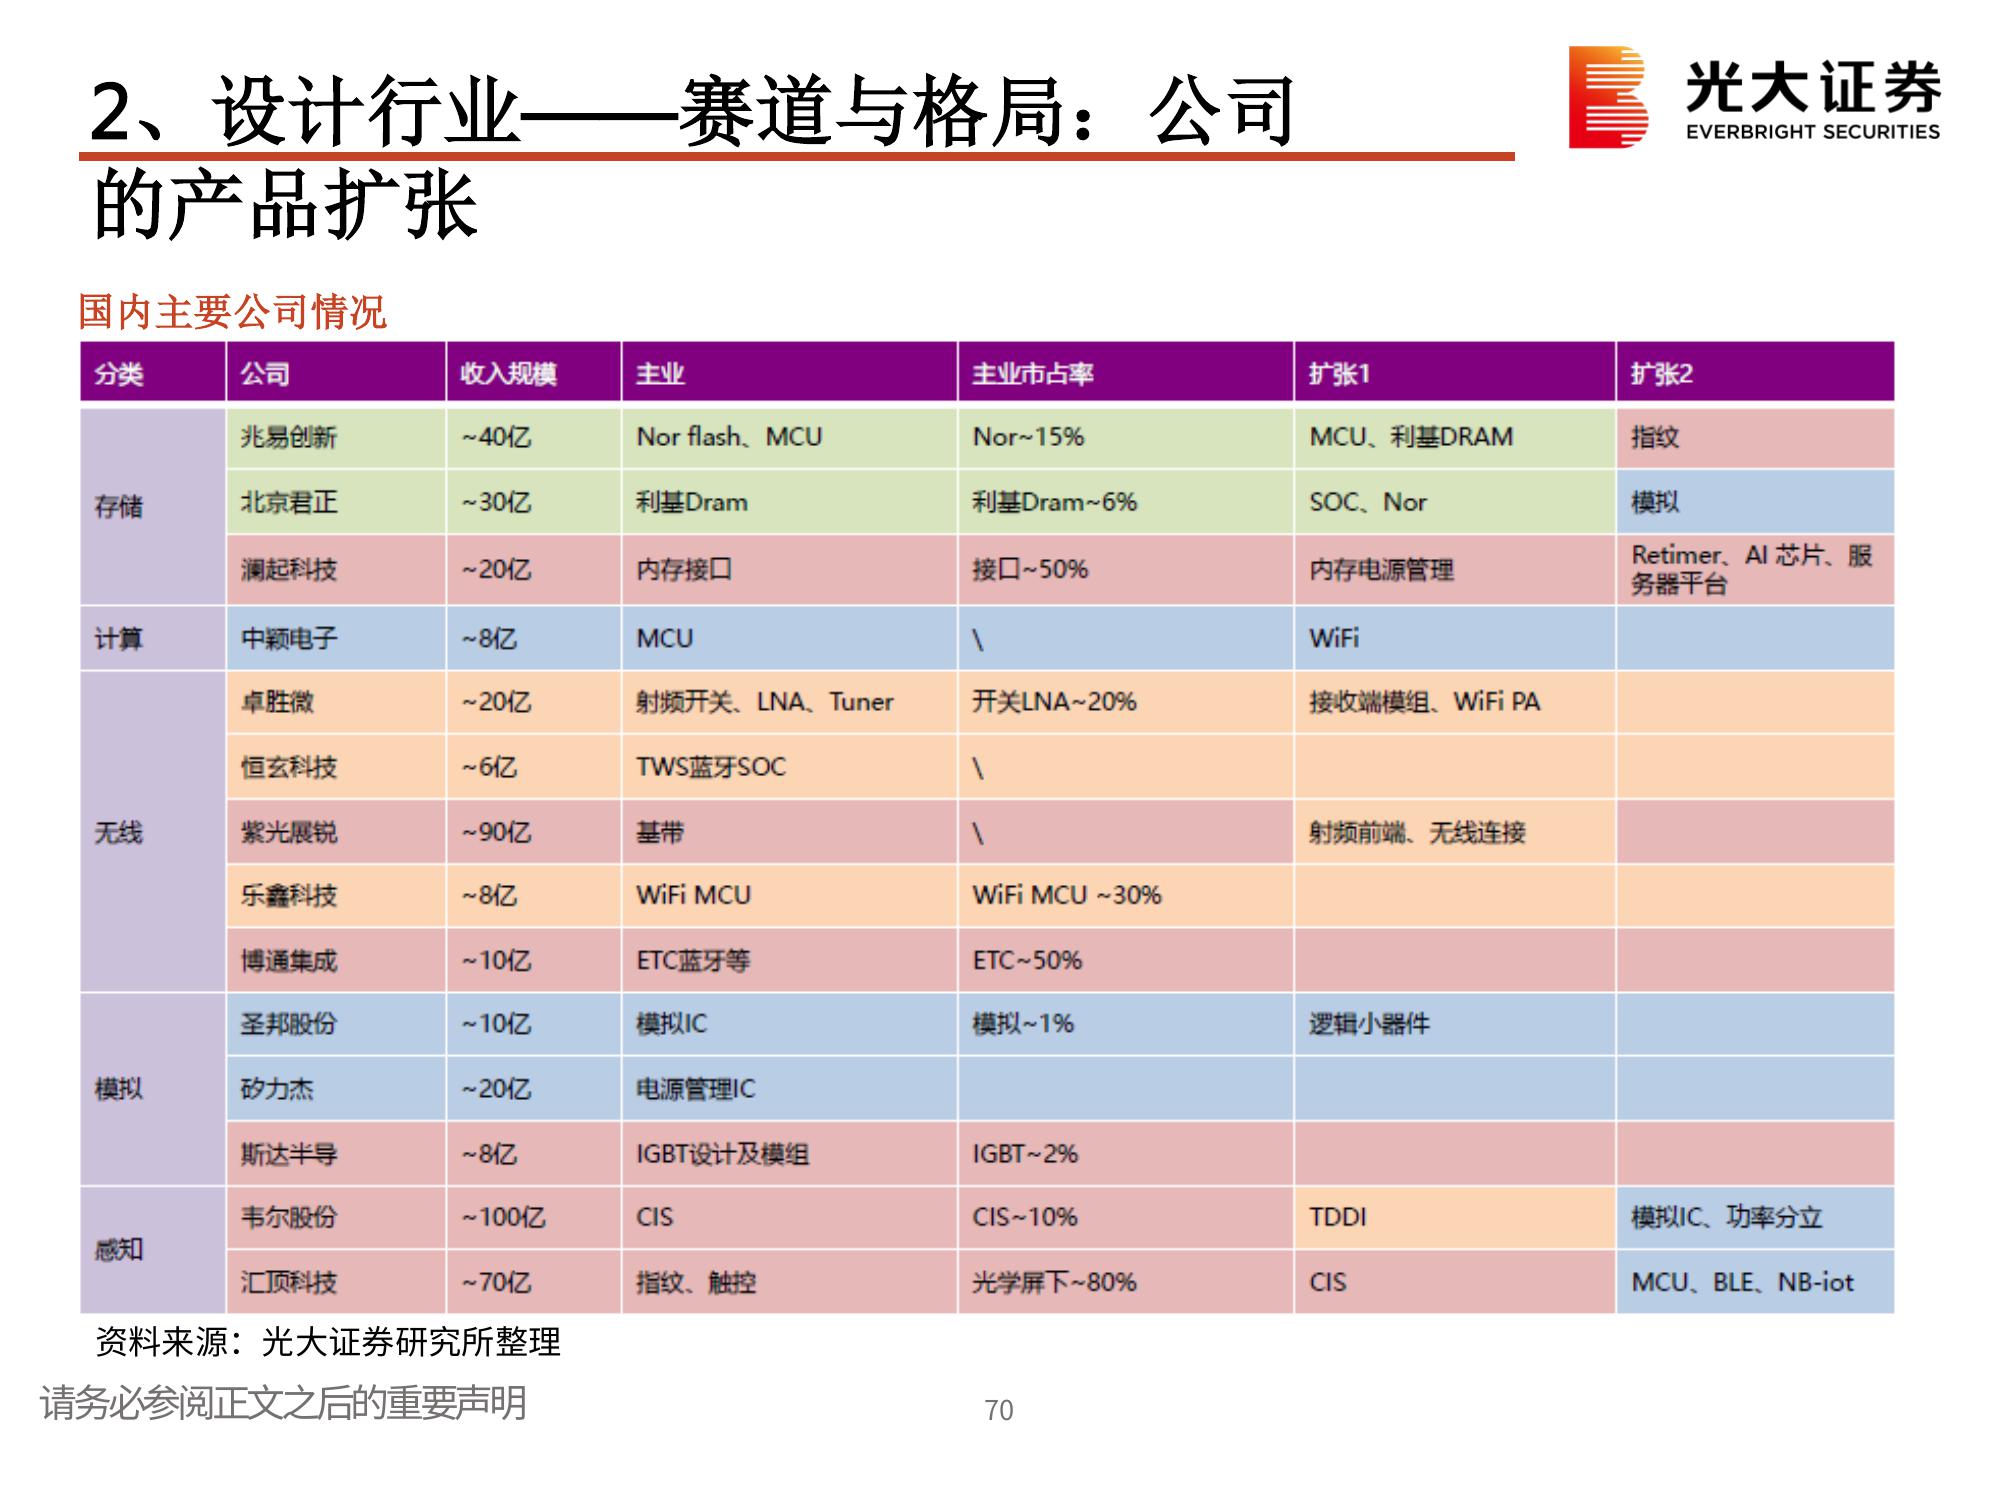 2、设计行业——赛道与格局：公司
的产品扩张
光大证券
EVERBRIGHT SECURITIES
国内主要公司情况
分类 公司 收入规模 主业 主业市占率 扩张1 扩张2
存储 兆易创新 ~40亿 Nor flash、MCU Nor~15% MCU、利基DRAM 指纹
北京君正 ~30亿 利基Dram 利基Dram~6% SOC、Nor 模拟
澜起科技 ~20亿 内存接口 接口~50% 内存电源管理 Retimer、AI 芯片、服
务器平台
计算 中颖电子 ~8亿 MCU \ WiFi
无线 卓胜微 ~20亿 射频开关、LNA、Tuner 开关LNA~20% 接收端模组、WiFi PA
恒玄科技 ~6亿 TWS蓝牙SOC \
紫光展锐 ~90亿 基带 \ 射频前端、无线连接
乐鑫科技 ~8亿 WiFi MCU WiFi MCU ~30%
博通集成 ~10亿 ETC蓝牙等 ETC~50%
模拟 圣邦股份 ~10亿 模拟IC 模拟~1% 逻辑小器件
矽力杰 ~20亿 电源管理IC
斯达半导 ~8亿 IGBT设计及模组 IGBT~2%
感知 韦尔股份 ~100亿 CIS CIS~10% TDDI 模拟IC、功率分立
汇顶科技 ~70亿 指纹、触控 光学屏下~80% CIS MCU、BLE、NB-iot
资料来源：光大证券研究所整理
请务必参阅正文之后的重要声明
70